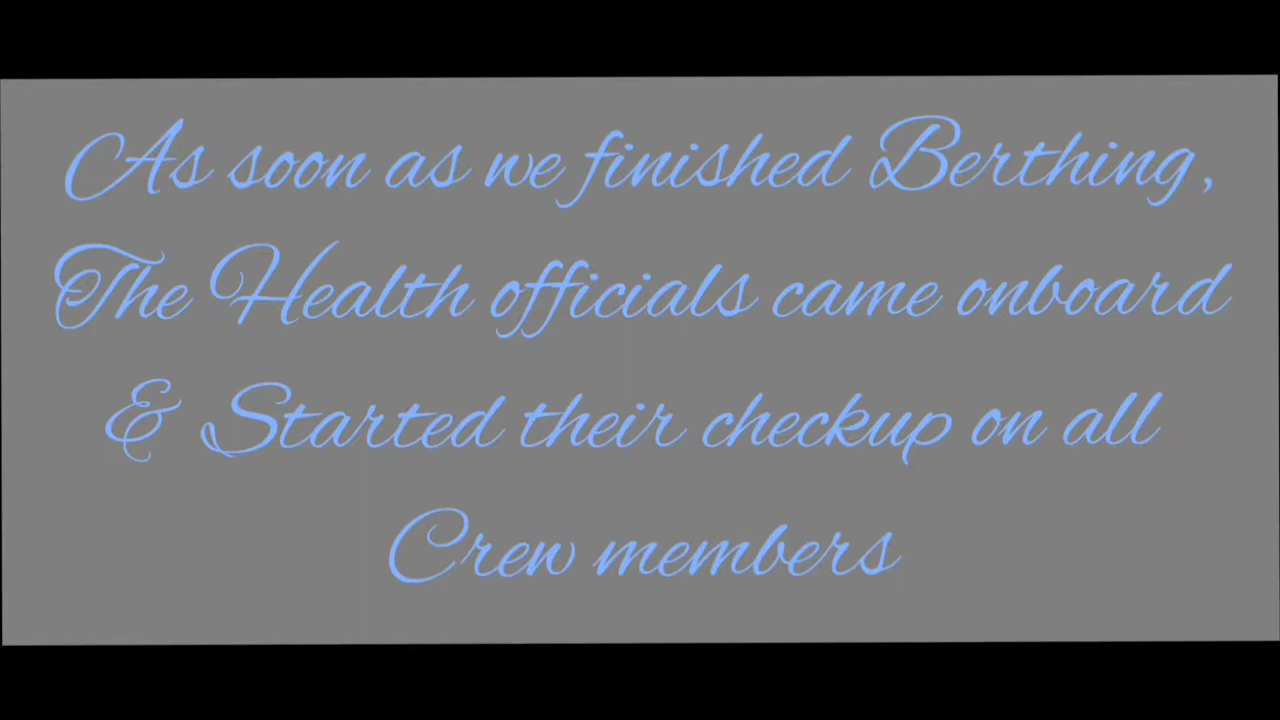 As soon as we finished Berthing,
The Health officials came onboard
& Started their checkup on all
Crew members